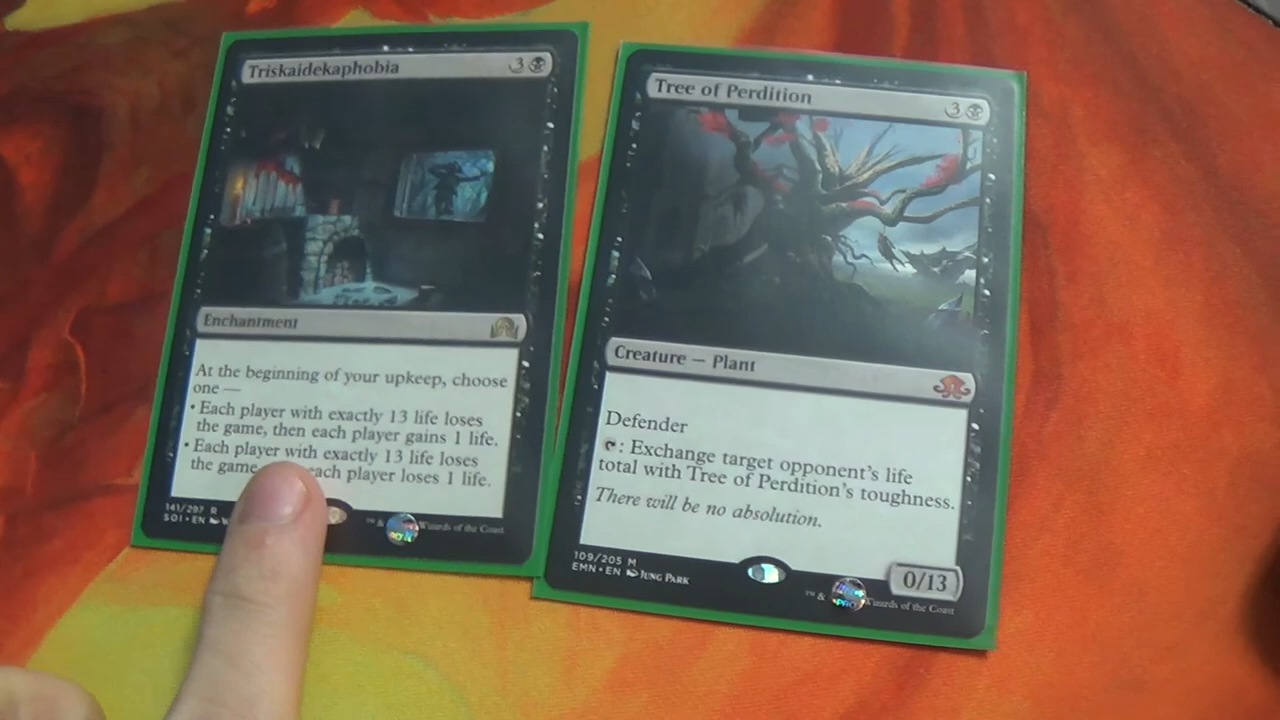 Triskaidekaphobia 3
Enchantment
At the beginning of your upkeep, choose
one —
• Each player with exactly 13 life loses
the game, then each player gains 1 life.
• Each player with exactly 13 life loses
the game each player loses 1 life.
141/297 R
SOI • EN
™ & Wizards of the Coast
Tree of Perdition 3
Creature — Plant
Defender
: Exchange target opponent's life
total with Tree of Perdition's toughness.
There will be no absolution.
0/13
109/205 M
EMN • EN JUNG PARK
™ & Wizards of the Coast